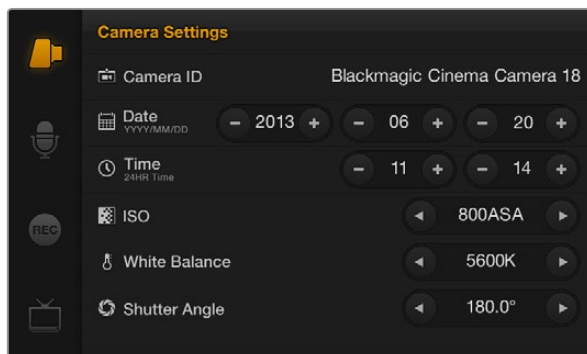 Camera Settings
Camera ID Blackmagic Cinema Camera 18
Date - 2013 + - 06 + - 20 +
YYYY/MM/DD
Time - 11 + - 14 +
24HR Time
REC
ISO 800ASA
White Balance 5600K
Shutter Angle 180.0°